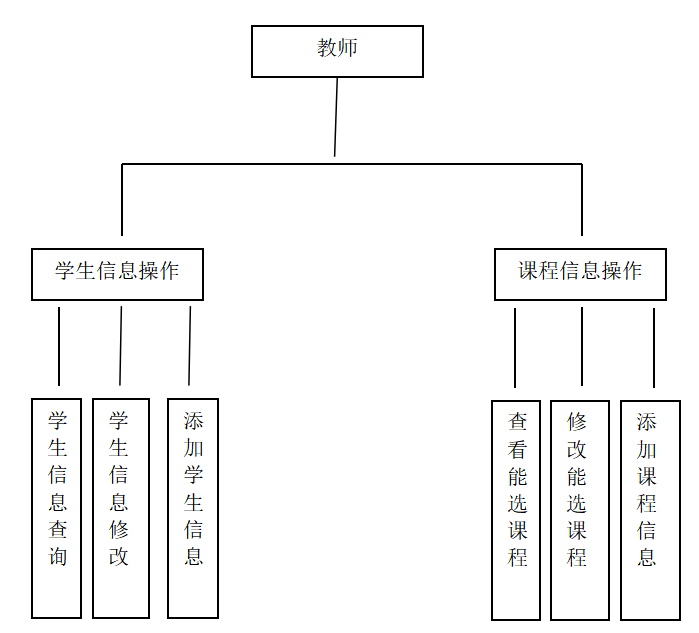 教师
学生信息操作
课程信息操作
学生信息查询
学生信息修改
添加学生信息
查看能选课程
修改能选课程
添加课程信息